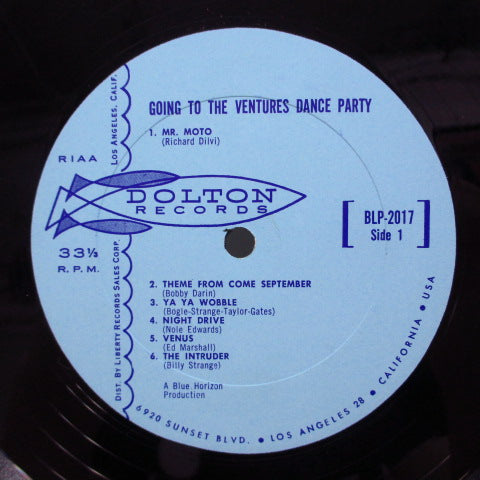 GOING TO THE VENTURES DANCE PARTY
1. MR. MOTO
(Richard Dilvi)
RIAA
DOLTON
RECORDS
33⅓
R.P.M.
BLP-2017
Side 1
2. THEME FROM COME SEPTEMBER
(Bobby Darin)
3. YA YA WOBBLE
(Bogle-Strange-Taylor-Gates)
4. NIGHT DRIVE
(Nole Edwards)
5. VENUS
(Ed Marshall)
6. THE INTRUDER
(Billy Strange)
A Blue Horizon
Production
DIST. BY LIBERTY RECORDS SALES CORP. LOS ANGELES, CALIF.
6920 SUNSET BLVD. • LOS ANGELES 28 • CALIFORNIA • USA